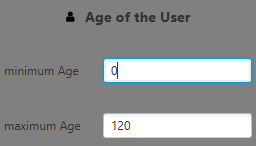 Age of the User
minimum Age 0
maximum Age 120